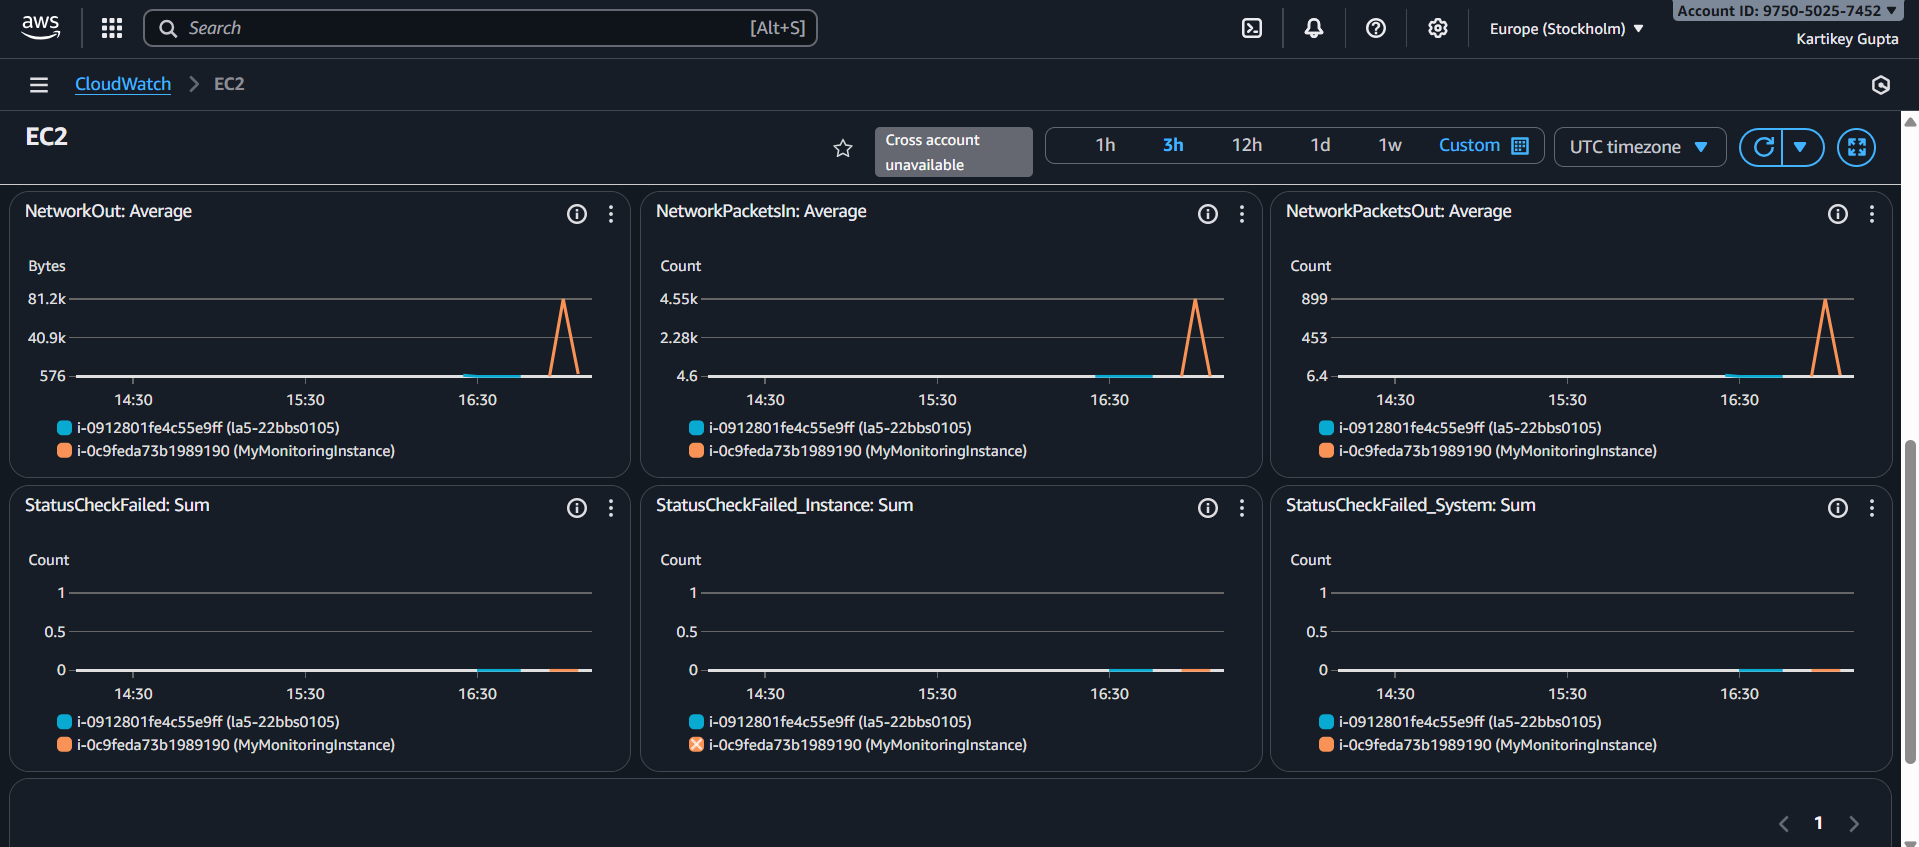 aws
Search
[Alt+S]
Europe (Stockholm)
Account ID: 9750-5025-7452
Kartikey Gupta
CloudWatch
EC2
EC2
Cross account
unavailable
1h
3h
12h
1d
1w
Custom
UTC timezone
NetworkOut: Average
Bytes
81.2k
40.9k
576
14:30
15:30
16:30
i-0912801fe4c55e9ff (la5-22bbs0105)
i-0c9feda73b1989190 (MyMonitoringInstance)
NetworkPacketsIn: Average
Count
4.55k
2.28k
4.6
14:30
15:30
16:30
i-0912801fe4c55e9ff (la5-22bbs0105)
i-0c9feda73b1989190 (MyMonitoringInstance)
NetworkPacketsOut: Average
Count
899
453
6.4
14:30
15:30
16:30
i-0912801fe4c55e9ff (la5-22bbs0105)
i-0c9feda73b1989190 (MyMonitoringInstance)
StatusCheckFailed: Sum
Count
1
0.5
0
14:30
15:30
16:30
i-0912801fe4c55e9ff (la5-22bbs0105)
i-0c9feda73b1989190 (MyMonitoringInstance)
StatusCheckFailed_Instance: Sum
Count
1
0.5
0
14:30
15:30
16:30
i-0912801fe4c55e9ff (la5-22bbs0105)
i-0c9feda73b1989190 (MyMonitoringInstance)
StatusCheckFailed_System: Sum
Count
1
0.5
0
14:30
15:30
16:30
i-0912801fe4c55e9ff (la5-22bbs0105)
i-0c9feda73b1989190 (MyMonitoringInstance)
1